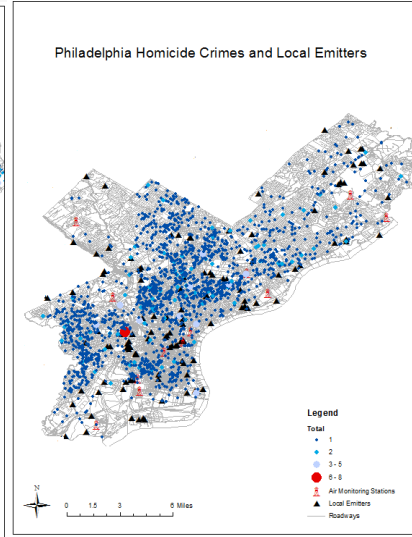 Philadelphia Homicide Crimes and Local Emitters
Legend
Total
1
2
3 - 5
6 - 8
Air Monitoring Stations
Local Emitters
Roadways
N
0 1.5 3 6 Miles